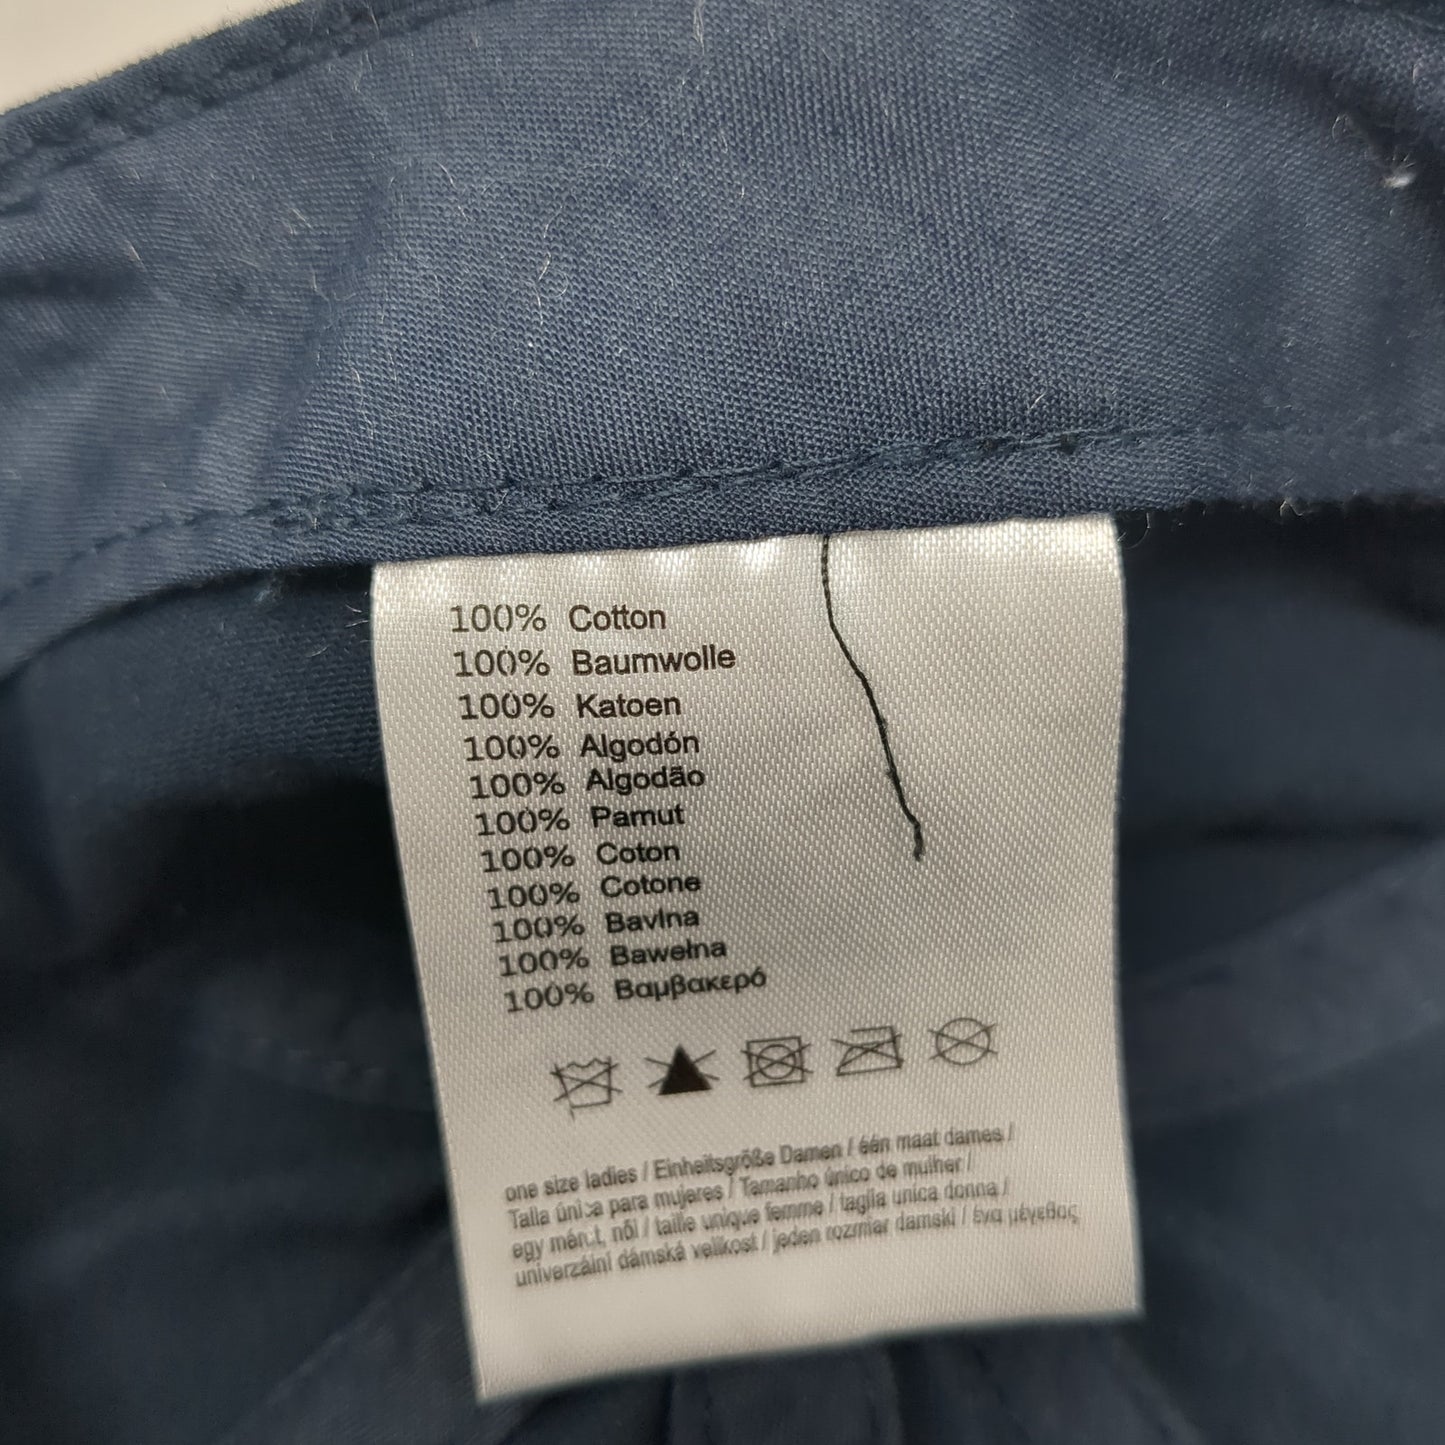 100% Cotton
100% Baumwolle
100% Katoen
100% Algodón
100% Algodão
100% Pamut
100% Coton
100% Cotone
100% Bavlna
100% Bawełna
100% Βαμβακερό
one size ladies / Einheitsgröße Damen / één maat dames /
Talla única para mujeres / Tamanho único de mulher /
egy méret, női / taille unique femme / taglia unica donna /
univerzální dámská velikost / jeden rozmiar damski / ένα μέγεθος